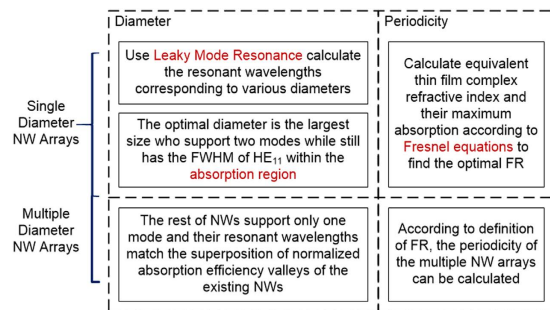 Diameter
Periodicity
Single
Diameter
NW Arrays
Use Leaky Mode Resonance calculate
the resonant wavelengths
corresponding to various diameters
The optimal diameter is the largest
size who support two modes while still
has the FWHM of HE₁₁ within the
absorption region
Calculate equivalent
thin film complex
refractive index and
their maximum
absorption according to
Fresnel equations to
find the optimal FR
Multiple
Diameter
NW Arrays
The rest of NWs support only one
mode and their resonant wavelengths
match the superposition of normalized
absorption efficiency valleys of the
existing NWs
According to definition
of FR, the periodicity of
the multiple NW arrays
can be calculated